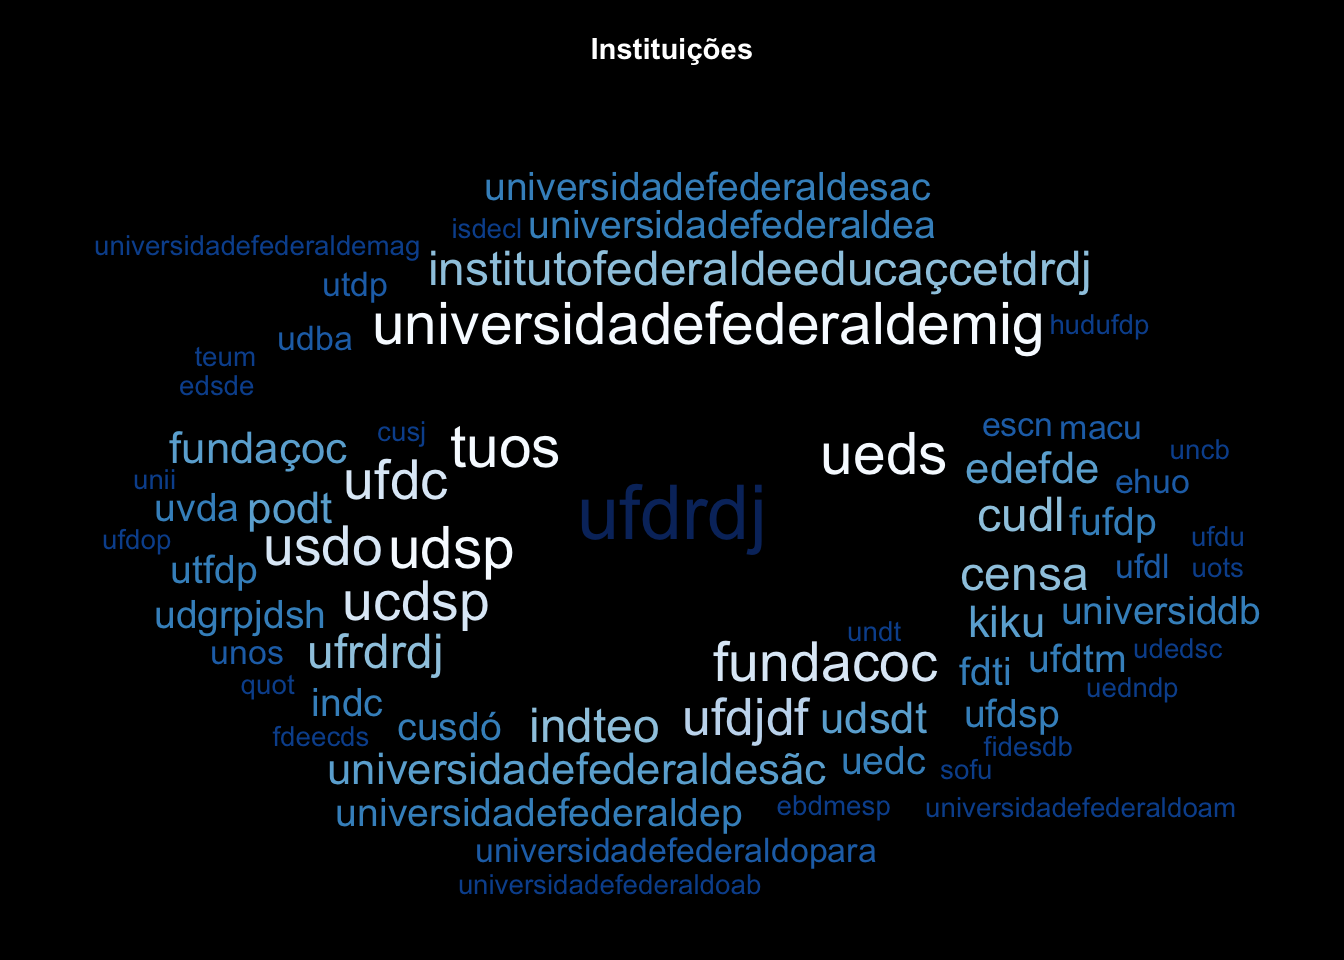 Instituições
universidadefederaldesac
isdecl universidadefederaldea
universidadefederaldemag
institutofederaldeeducaçcetdrdj
utdp
universidadefederaldemig
hudufdp
udba
teum
edsde
fundaçoc
cusj
tuos
ueds
escn
macu
uncb
unii
ufdc
edefde
ehuo
uvda
podt
ufdrdj
cudl
fufdp
ufdop
usdo
udsp
ufdu
utfdp
censa
ufdl
uots
udgrpjdsh
ucdsp
kiku
universiddb
unos
ufrdrdj
undt
fundacoc
fdti
ufdtm
udedsc
quot
uedndp
indc
cusdó
indteo
ufdjdf
udsdt
ufdsp
fdeecds
fidesdb
universidadefederaldesãc
uedc
sofu
universidadefederaldep
ebdmesp
universidadefederaldoam
universidadefederaldopara
universidadefederaldoab